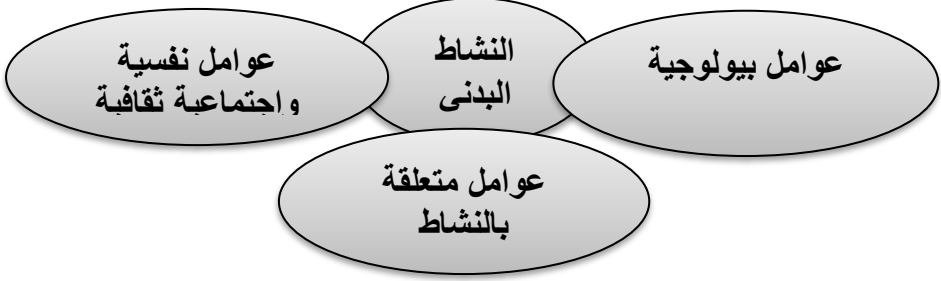 عوامل بيولوجية
النشاط
البدنى
عوامل نفسية
واجتماعية ثقافية
عوامل متعلقة
بالنشاط